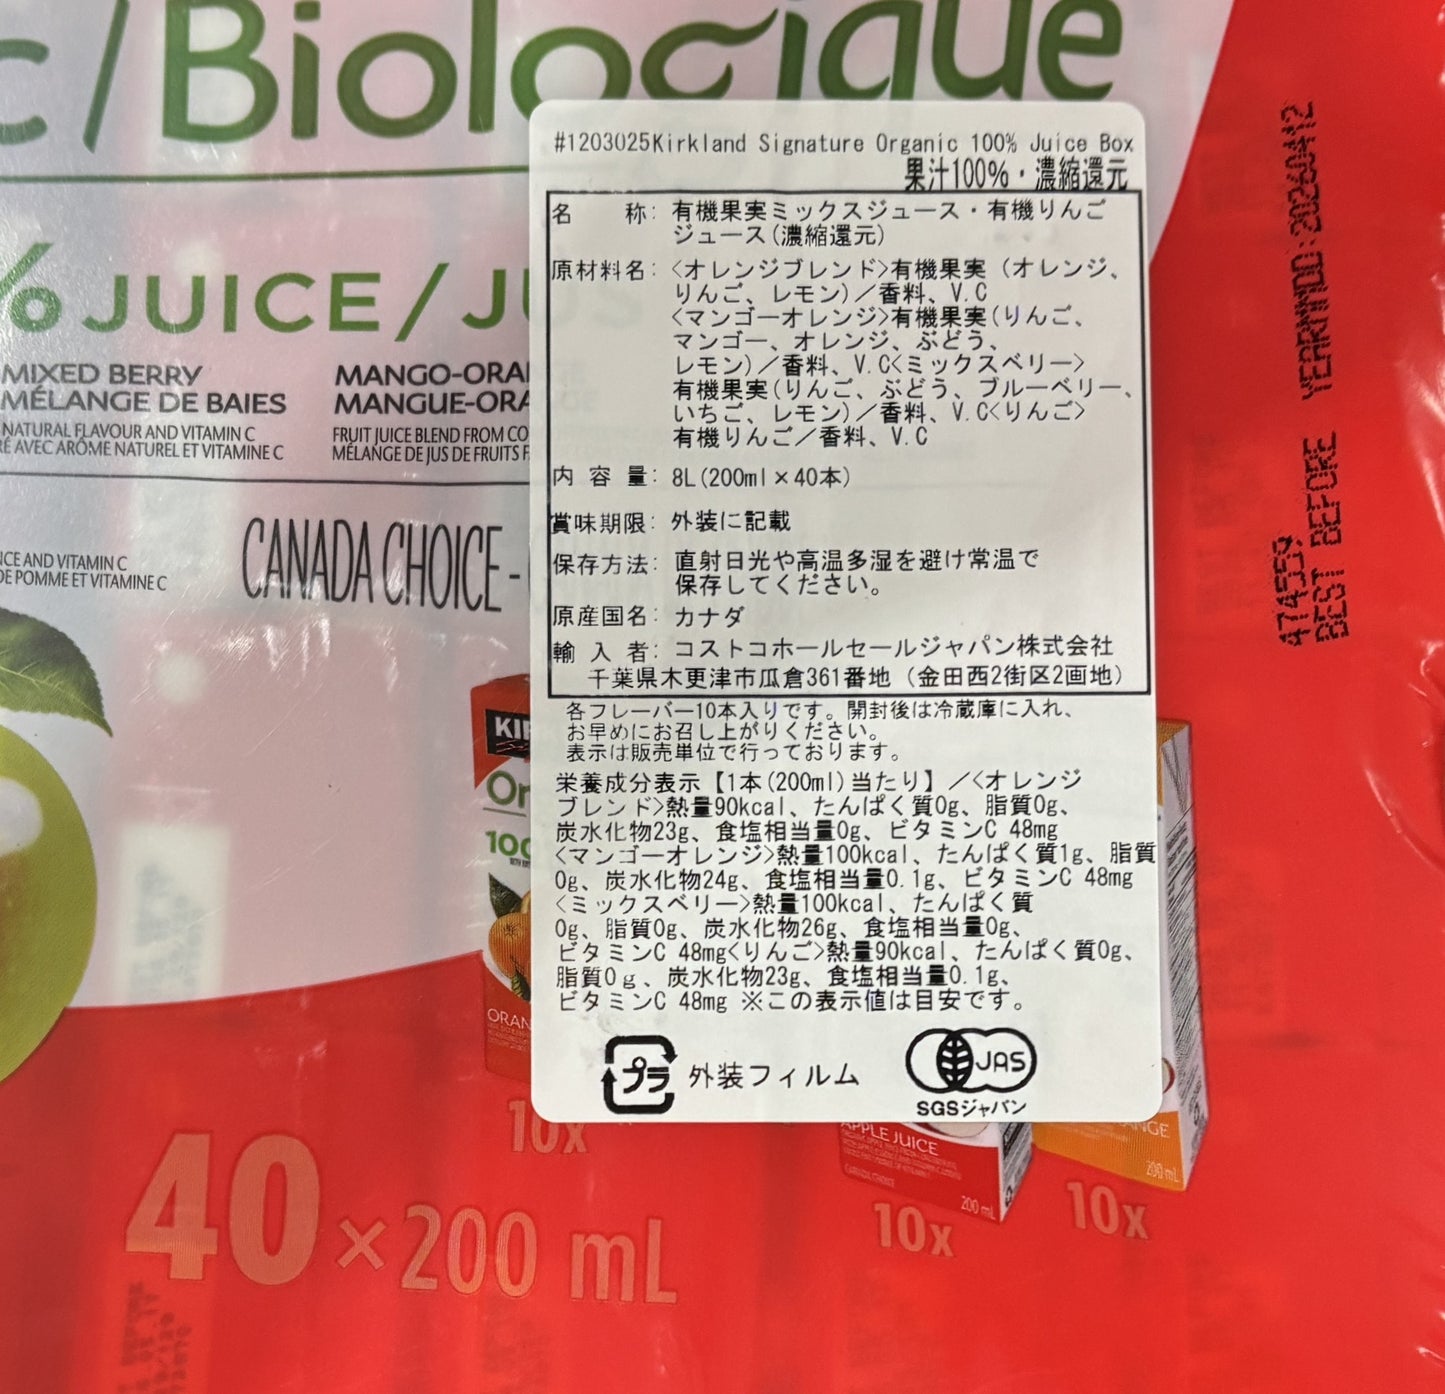 c/Biologique
% JUICE / JU
MIXED BERRY
MÉLANGE DE BAIES
NATURAL FLAVOUR AND VITAMIN C
RÉ AVEC ARÔME NATUREL ET VITAMINE C
MANGO-ORA
MANGUE-ORA
FRUIT JUICE BLEND FROM CO
MÉLANGE DE JUS DE FRUITS F
NCE AND VITAMIN C
DE POMME ET VITAMINE C
CANADA CHOICE -
#1203025Kirkland Signature Organic 100% Juice Box
果汁100%・濃縮還元
名 称: 有機果実ミックスジュース・有機りんご
ジュース(濃縮還元)
原材料名: <オレンジブレンド>有機果実 (オレンジ、
りんご、レモン)/香料、V.C
<マンゴーオレンジ>有機果実(りんご、
マンゴー、オレンジ、ぶどう、
レモン)/香料、V.C<ミックスベリー>
有機果実(りんご、ぶどう、ブルーベリー、
いちご、レモン)/香料、V.C<りんご>
有機りんご/香料、V.C
内 容 量: 8L(200ml×40本)
賞味期限: 外装に記載
保存方法: 直射日光や高温多湿を避け常温で
保存してください。
原産国名: カナダ
輸 入 者: コストコホールセールジャパン株式会社
千葉県木更津市瓜倉361番地 (金田西2街区2画地)
各フレーバー10本入りです。開封後は冷蔵庫に入れ、
お早めにお召し上がりください。
表示は販売単位で行っております。
栄養成分表示【1本(200ml)当たり】/<オレンジ
ブレンド>熱量90kcal、たんぱく質0g、脂質0g、
炭水化物23g、食塩相当量0g、ビタミンC 48mg
<マンゴーオレンジ>熱量100kcal、たんぱく質1g、脂質
0g、炭水化物24g、食塩相当量0.1g、ビタミンC 48mg
<ミックスベリー>熱量100kcal、たんぱく質
0g、脂質0g、炭水化物26g、食塩相当量0g、
ビタミンC 48mg<りんご>熱量90kcal、たんぱく質0g、
脂質0ｇ、炭水化物23g、食塩相当量0.1g、
ビタミンC 48mg ※この表示値は目安です。
プラ 外装フィルム
JAS
SGSジャパン
474559
BEST BEFORE YEARMMDD:20260412
KI
Or
100
ORAN
10x
APPLE JUICE
200 mL
10x
NGE
200 mL
10x
40 × 200 mL